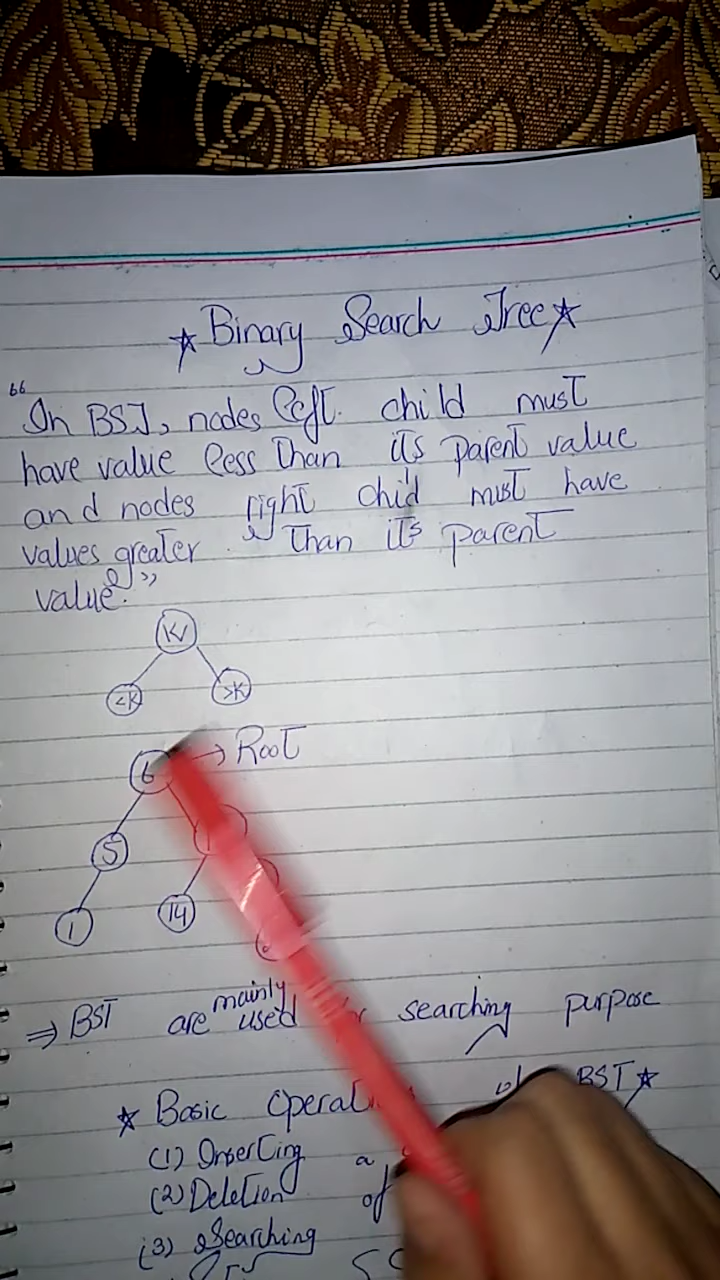 ★ Binary Search Tree ★
"In BST, nodes left child must
have value less than its parent value
and nodes right child must have
values greater than its parent
value."
K
<K >K
6 → Root
5
1 14
⇒ BST are mainly used searching purpose
★ Basic BST ★
(1) Inserting a
(2) Deletion of
(3) Searching